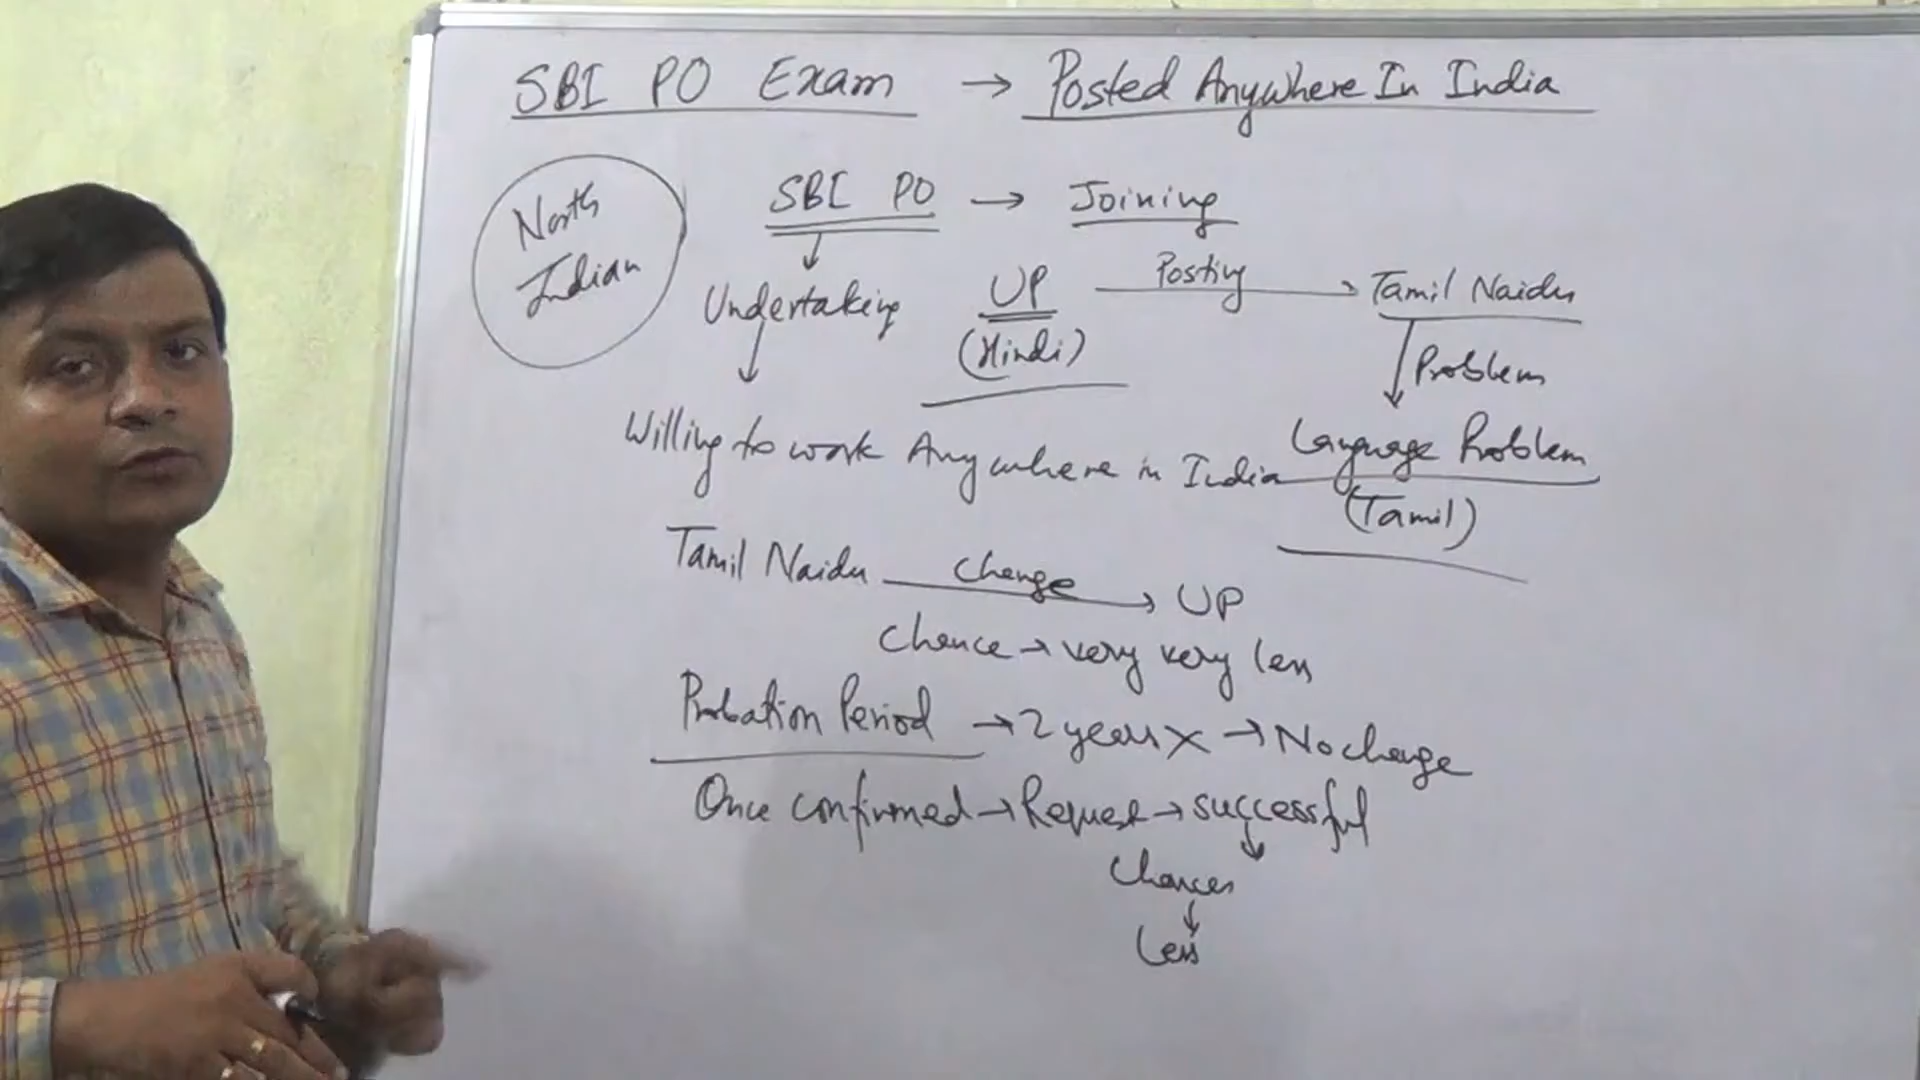 SBI PO Exam → Posted Anywhere In India
North
Indian
SBI PO → Joining
Undertaking
UP Posting → Tamil Naidu
(Hindi)
Problem
Willing to work Anywhere in India
Language Problem
(Tamil)
Tamil Naidu change → UP
Chance → very very less
Probation Period → 2 years x → No change
Once confirmed → Request → successful
Chances
Less